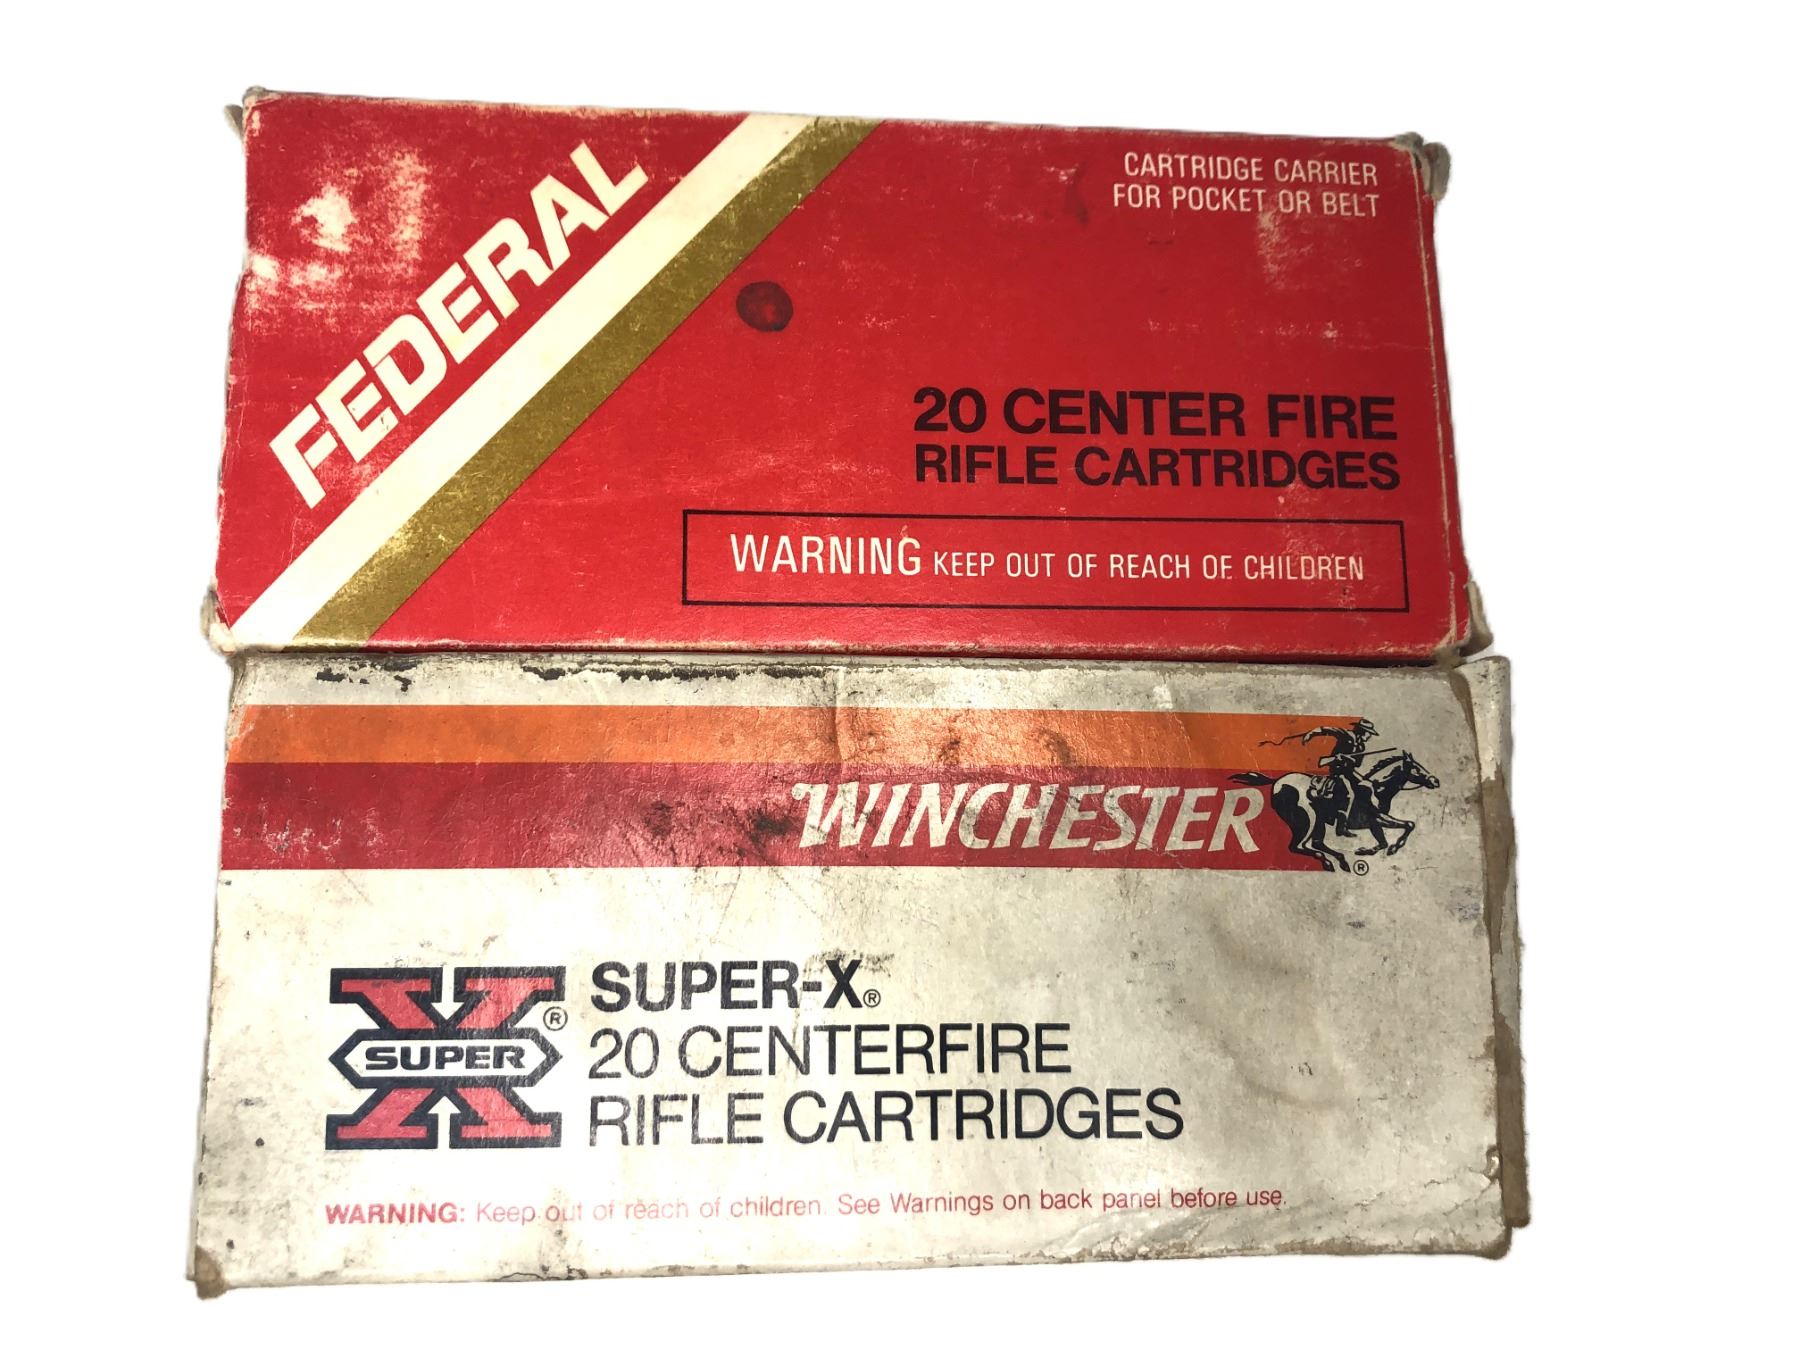 FEDERAL
CARTRIDGE CARRIER
FOR POCKET OR BELT
20 CENTER FIRE
RIFLE CARTRIDGES
WARNING KEEP OUT OF REACH OF CHILDREN
WINCHESTER
®
SUPER ®
SUPER-X®
20 CENTERFIRE
RIFLE CARTRIDGES
WARNING: Keep out of reach of children. See Warnings on back panel before use.